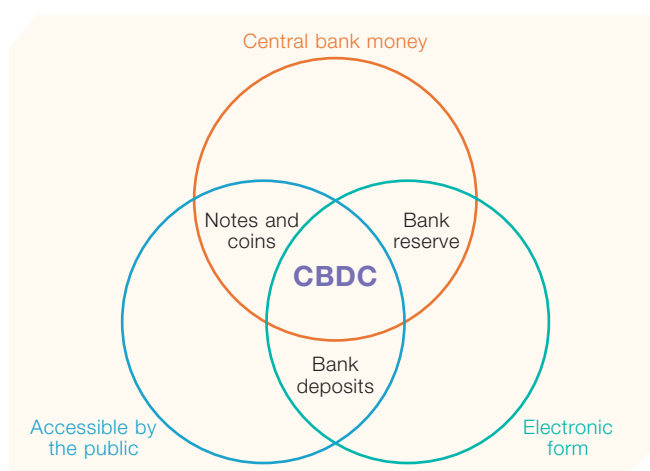 Central bank money
Notes and
coins
Bank
reserve
CBDC
Bank
deposits
Accessible by
the public
Electronic
form